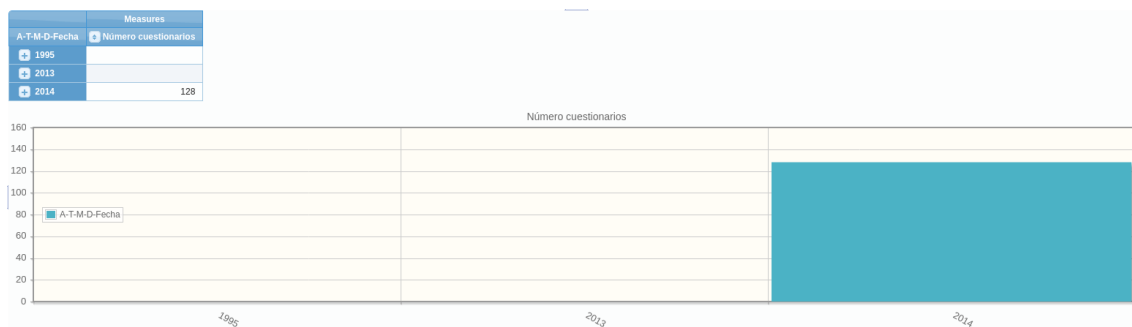 Measures
A-T-M-D-Fecha Número cuestionarios
1995
2013
2014 128
Número cuestionarios
160
140
120
100
80
A-T-M-D-Fecha
60
40
20
0
1995 2013 2014